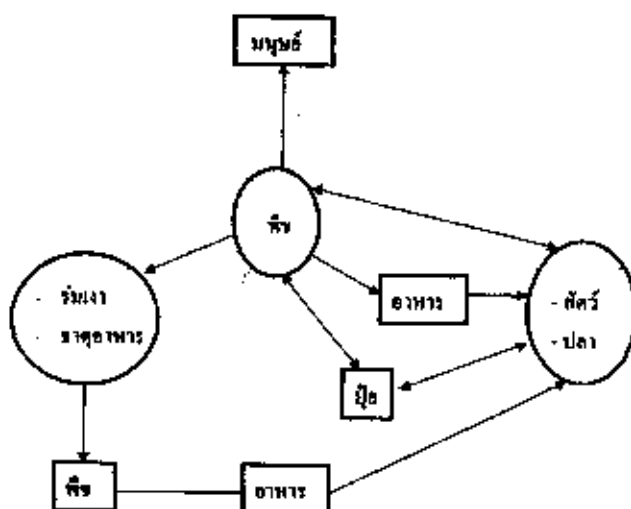 มนุษย์
พืช
- ร่มเงา
- ธาตุอาหาร
อาหาร
- สัตว์
- ปลา
ปุ๋ย
พืช
อาหาร